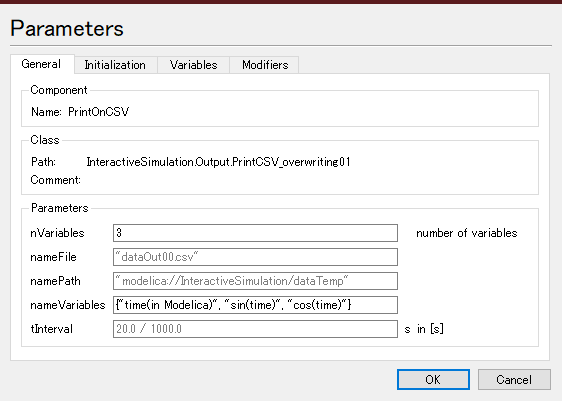 Parameters
General Initialization Variables Modifiers
Component
Name: PrintOnCSV
Class
Path: InteractiveSimulation.Output.PrintCSV_overwriting01
Comment:
Parameters
nVariables 3 number of variables
nameFile "dataOut00.csv"
namePath "modelica://InteractiveSimulation/dataTemp"
nameVariables {"time(in Modelica)", "sin(time)", "cos(time)"}
tInterval 20.0 / 1000.0 s in [s]
OK Cancel